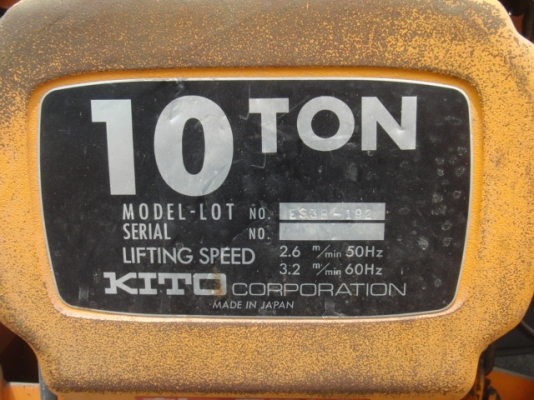 10 TON
MODEL-LOT NO.
SERIAL NO.
LIFTING SPEED 2.6 m/min 50Hz
3.2 m/min 60Hz
KITO CORPORATION
MADE IN JAPAN